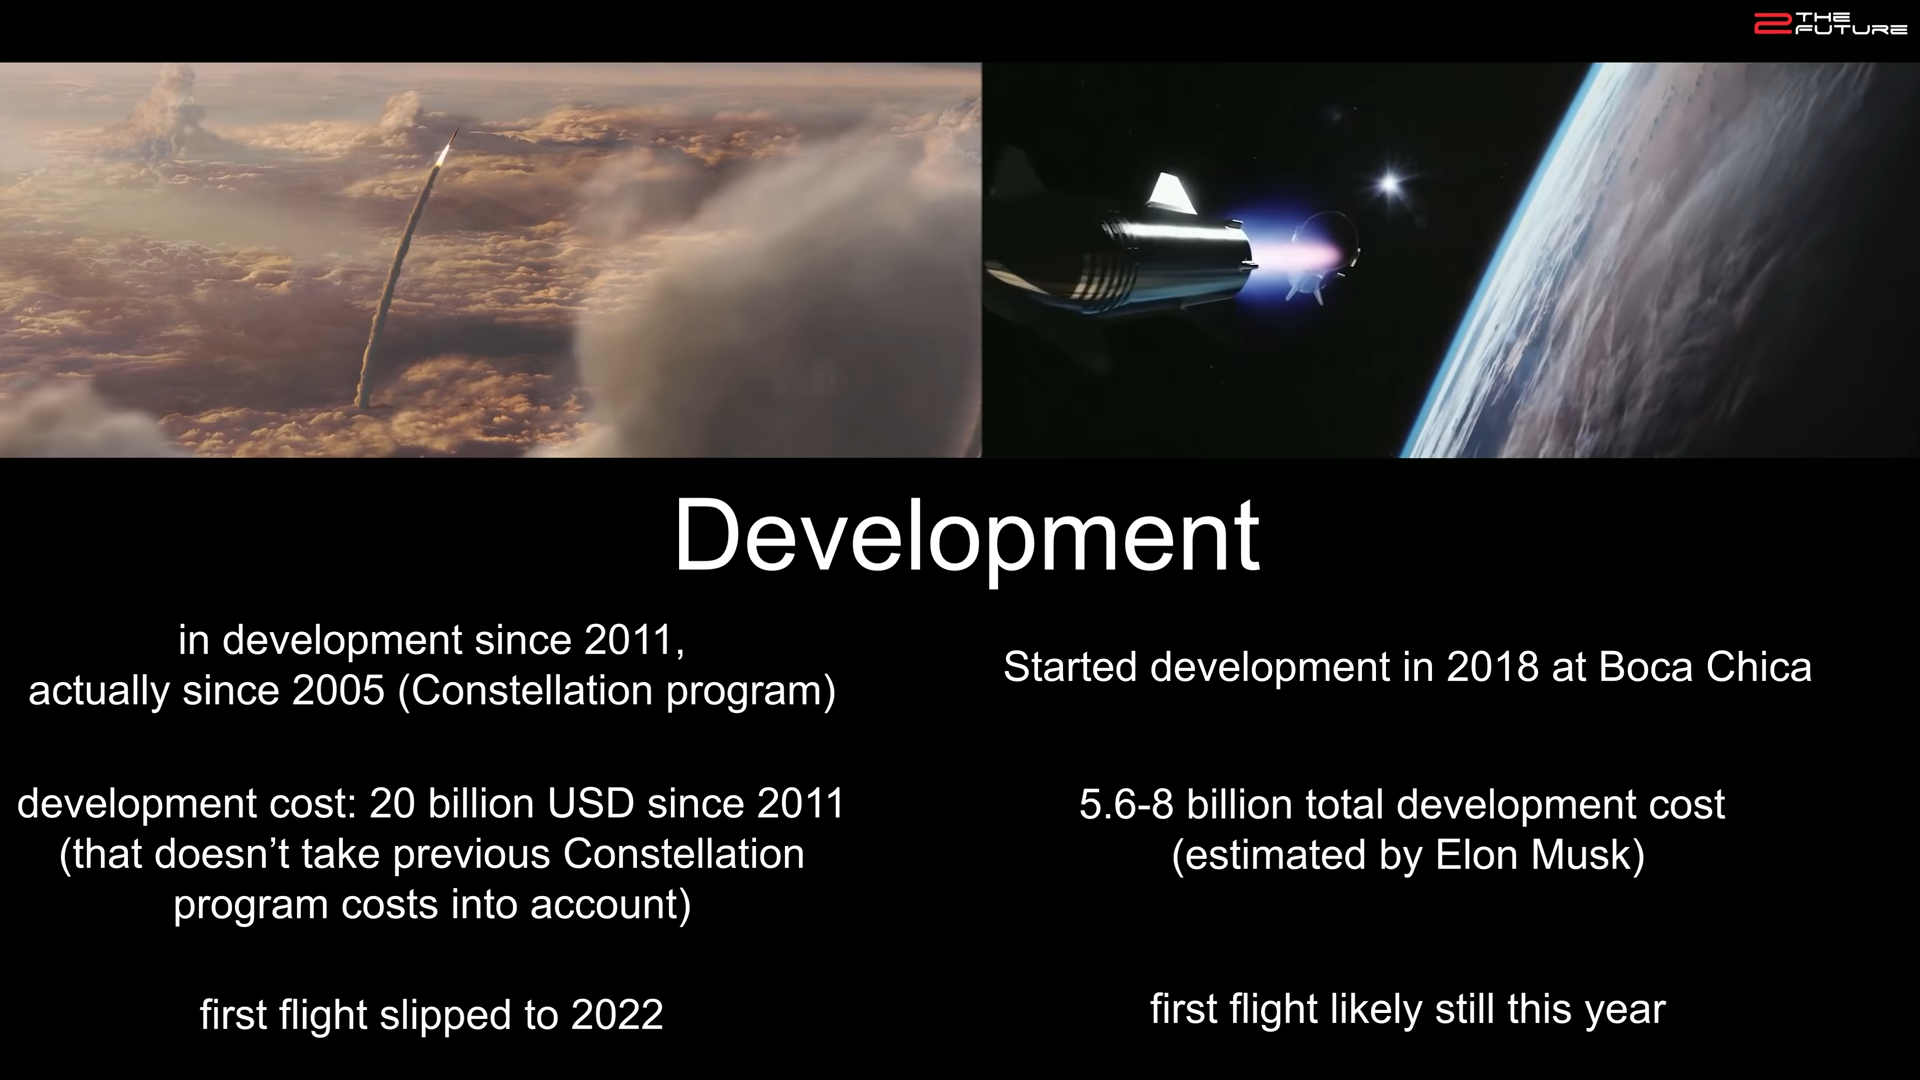 2 THE
FUTURE
Development
in development since 2011,
actually since 2005 (Constellation program)
development cost: 20 billion USD since 2011
(that doesn’t take previous Constellation
program costs into account)
first flight slipped to 2022
Started development in 2018 at Boca Chica
5.6-8 billion total development cost
(estimated by Elon Musk)
first flight likely still this year